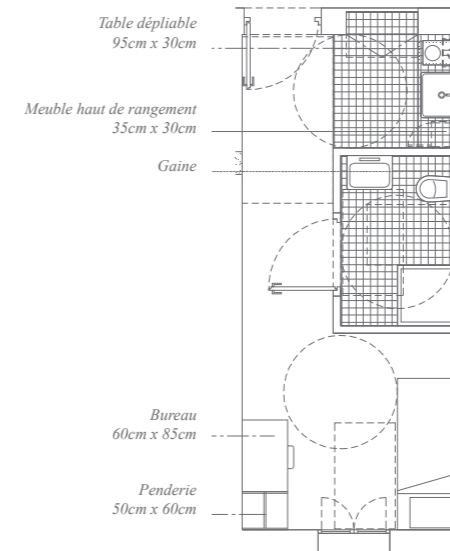 Table dépliable
95cm x 30cm
Meuble haut de rangement
35cm x 30cm
Gaine
Bureau
60cm x 85cm
Penderie
50cm x 60cm